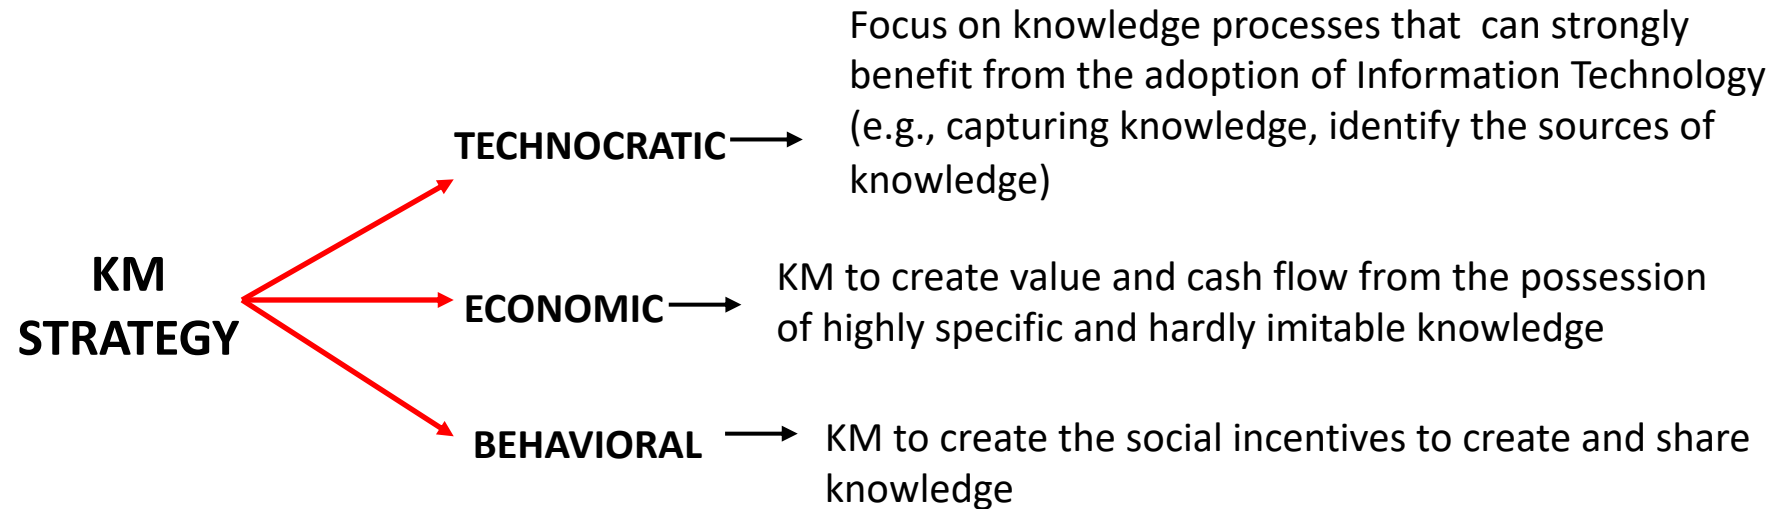 KM
STRATEGY
TECHNOCRATIC
Focus on knowledge processes that can strongly
benefit from the adoption of Information Technology
(e.g., capturing knowledge, identify the sources of
knowledge)
ECONOMIC
KM to create value and cash flow from the possession
of highly specific and hardly imitable knowledge
BEHAVIORAL
KM to create the social incentives to create and share
knowledge